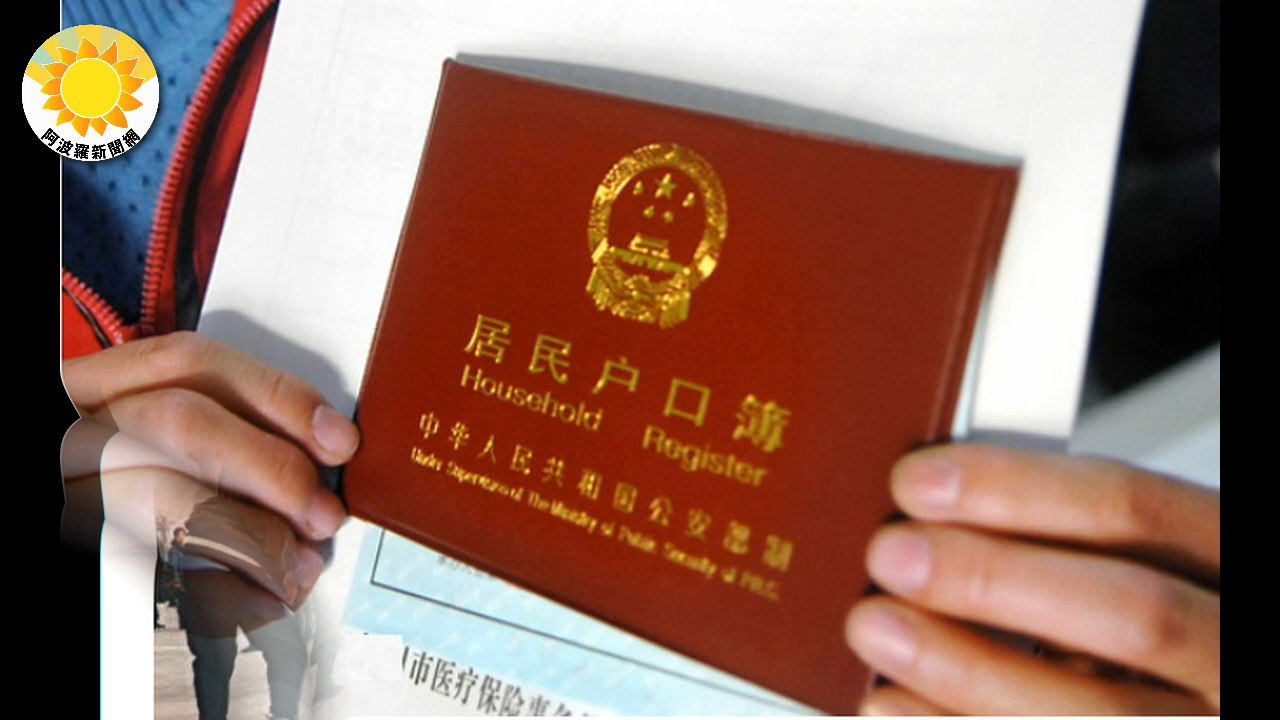 阿波羅新聞網
居民户口簿
Household Register
中华人民共和国公安部制
Under Supervision of The Ministry of Public Security of P.R.C.
市医疗保险事务